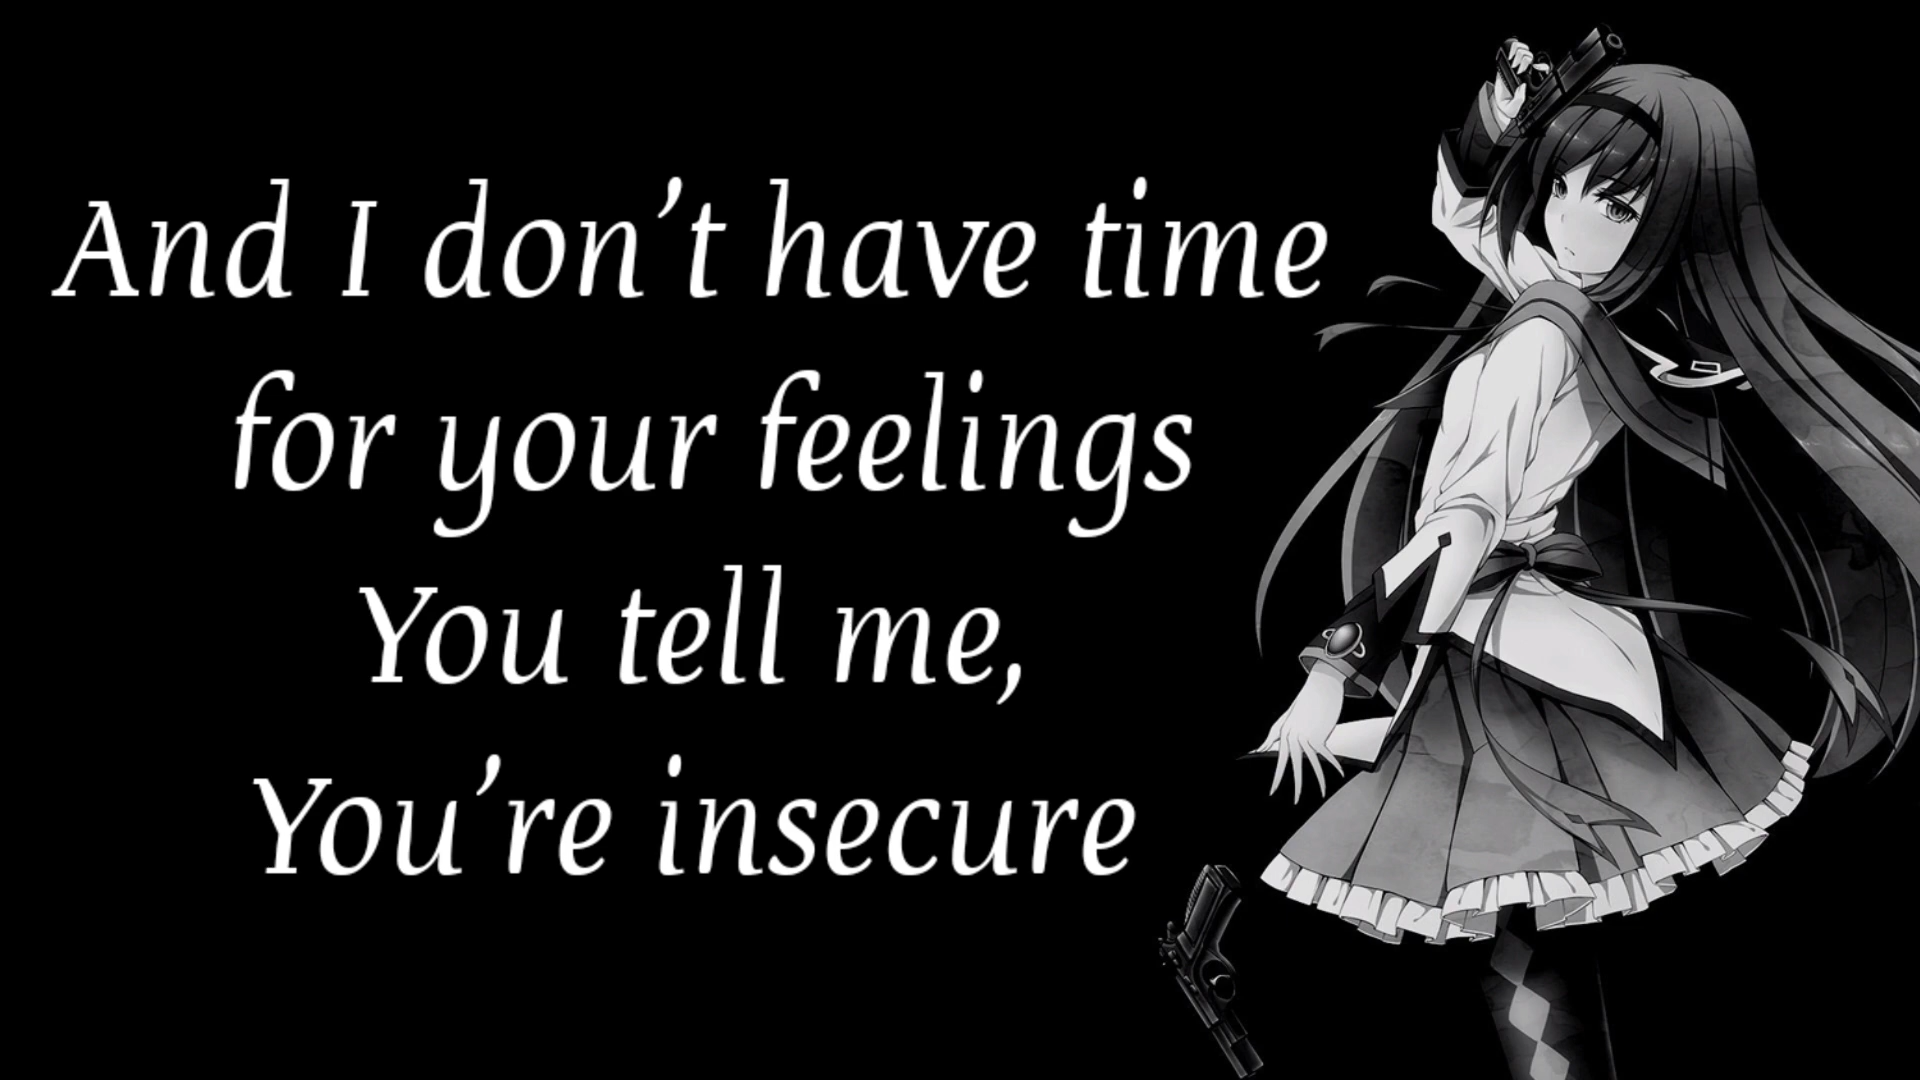 And I don’t have time
for your feelings
You tell me,
You’re insecure